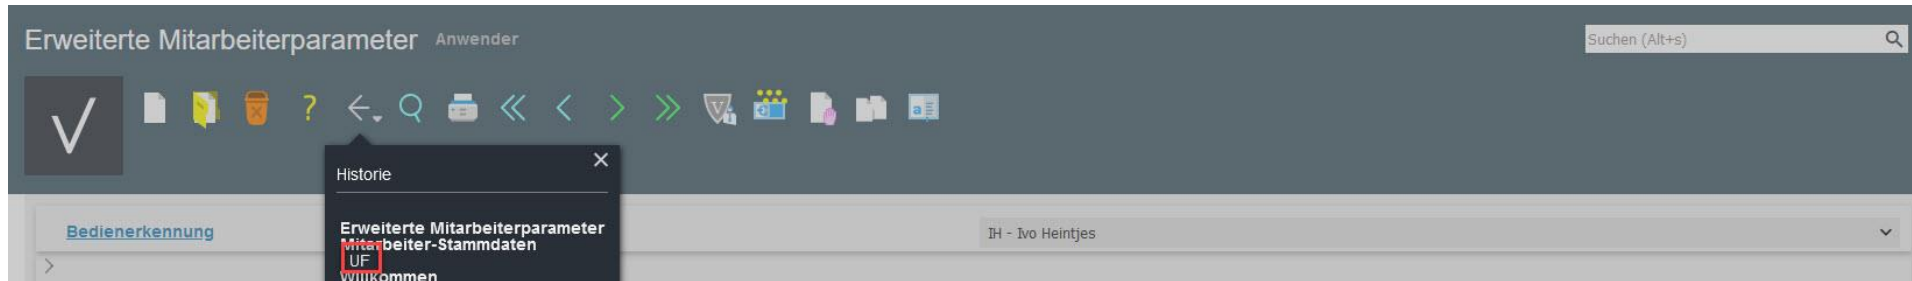 Erweiterte Mitarbeiterparameter Anwender
Suchen (Alt+s)
Historie
Erweiterte Mitarbeiterparameter
Mitarbeiter-Stammdaten
UF
Willkommen
Bedienerkennung
IH - Ivo Heintjes